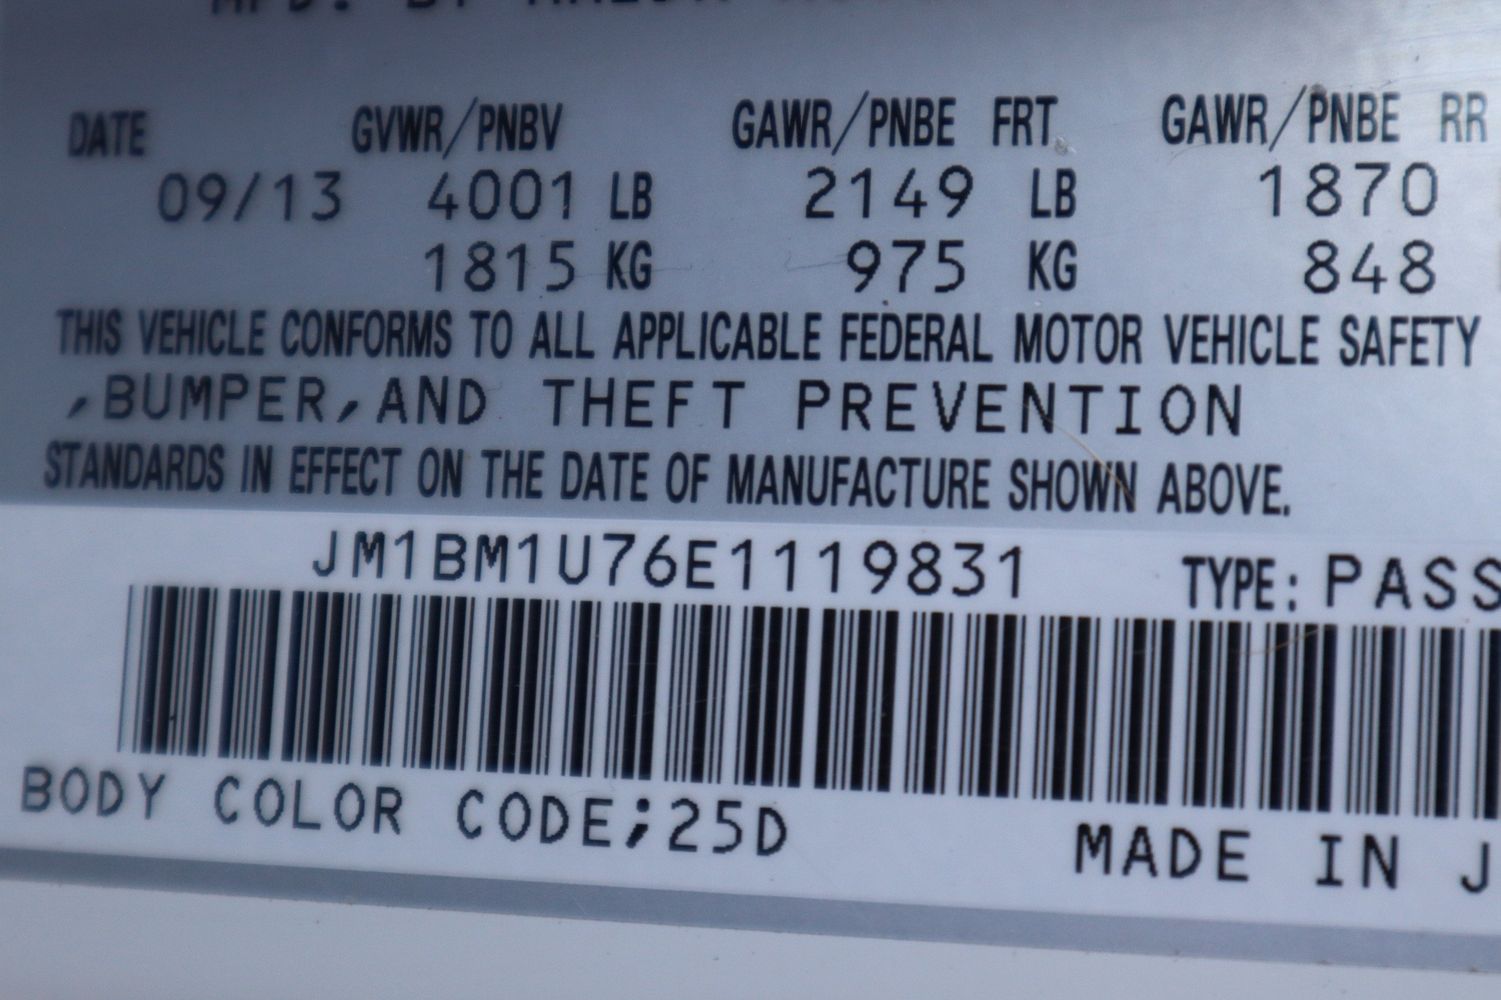 MFD. BY
DATE GVWR/PNBV GAWR/PNBE FRT GAWR/PNBE RR
09/13 4001 LB 2149 LB 1870
1815 KG 975 KG 848
THIS VEHICLE CONFORMS TO ALL APPLICABLE FEDERAL MOTOR VEHICLE SAFETY
,BUMPER,AND THEFT PREVENTION
STANDARDS IN EFFECT ON THE DATE OF MANUFACTURE SHOWN ABOVE.
JM1BM1U76E1119831 TYPE: PASS
BODY COLOR CODE;25D
MADE IN J